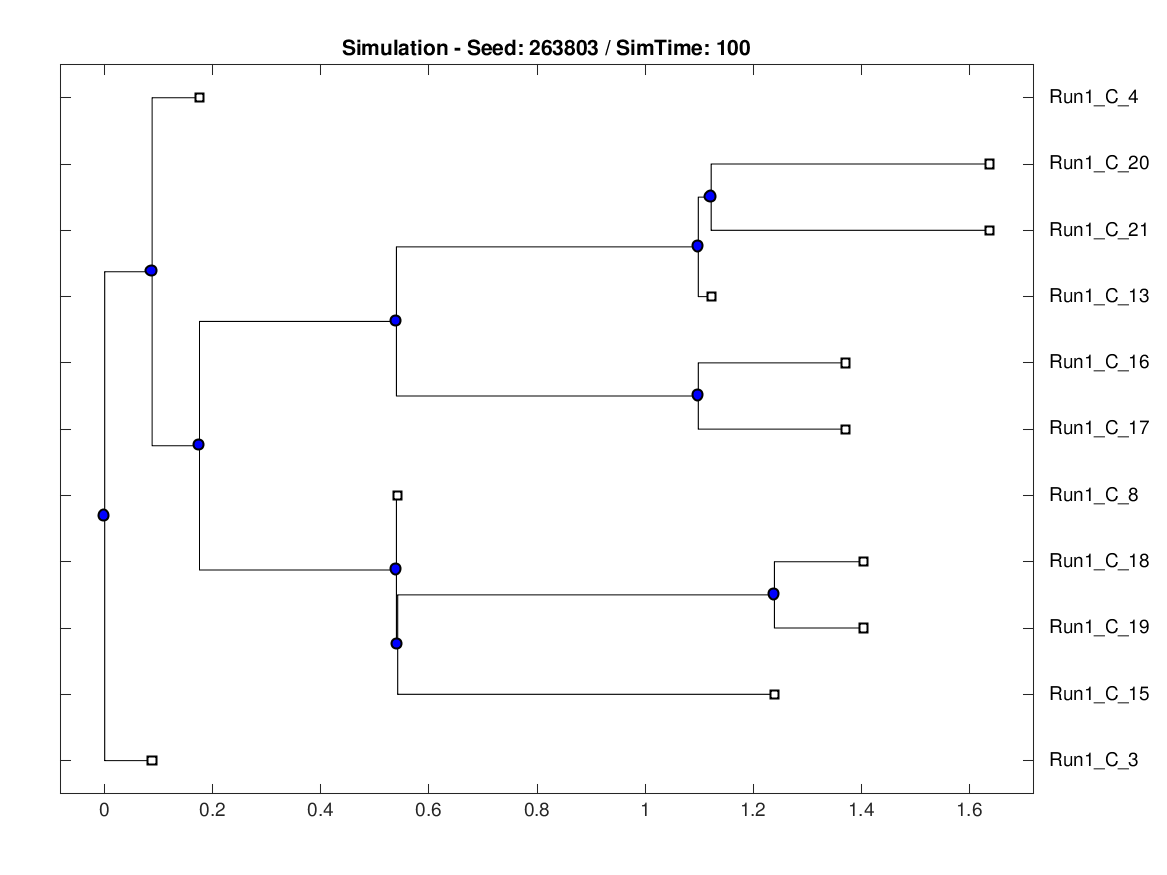 Simulation - Seed: 263803 / SimTime: 100
Run1_C_4
Run1_C_20
Run1_C_21
Run1_C_13
Run1_C_16
Run1_C_17
Run1_C_8
Run1_C_18
Run1_C_19
Run1_C_15
Run1_C_3
0 0.2 0.4 0.6 0.8 1 1.2 1.4 1.6